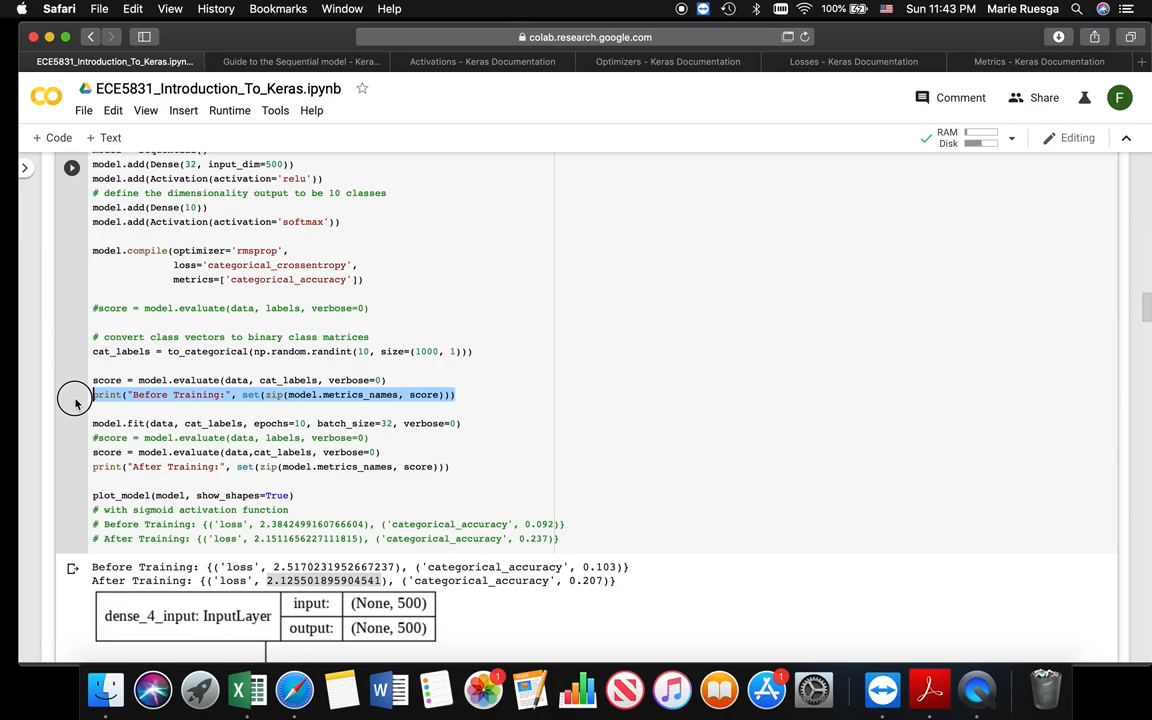 Safari File Edit View History Bookmarks Window Help 100% Sun 11:43 PM Marie Ruesga
colab.research.google.com
ECE5831_Introduction_To_Keras.ipyn... Guide to the Sequential model - Kera... Activations - Keras Documentation Optimizers - Keras Documentation Losses - Keras Documentation Metrics - Keras Documentation
CO ECE5831_Introduction_To_Keras.ipynb Comment Share F
File Edit View Insert Runtime Tools Help
+ Code + Text RAM Disk Editing
model.add(Dense(32, input_dim=500))
model.add(Activation(activation='relu'))
# define the dimensionality output to be 10 classes
model.add(Dense(10))
model.add(Activation(activation='softmax'))
model.compile(optimizer='rmsprop',
loss='categorical_crossentropy',
metrics=['categorical_accuracy'])
#score = model.evaluate(data, labels, verbose=0)
# convert class vectors to binary class matrices
cat_labels = to_categorical(np.random.randint(10, size=(1000, 1)))
score = model.evaluate(data, cat_labels, verbose=0)
print("Before Training:", set(zip(model.metrics_names, score)))
model.fit(data, cat_labels, epochs=10, batch_size=32, verbose=0)
#score = model.evaluate(data, labels, verbose=0)
score = model.evaluate(data,cat_labels, verbose=0)
print("After Training:", set(zip(model.metrics_names, score)))
plot_model(model, show_shapes=True)
# with sigmoid activation function
# Before Training: {('loss', 2.3842499160766604), ('categorical_accuracy', 0.092)}
# After Training: {('loss', 2.1511656227111815), ('categorical_accuracy', 0.237)}
Before Training: {('loss', 2.5170231952667237), ('categorical_accuracy', 0.103)}
After Training: {('loss', 2.125501895904541), ('categorical_accuracy', 0.207)}
dense_4_input: InputLayer input: (None, 500)
output: (None, 500)